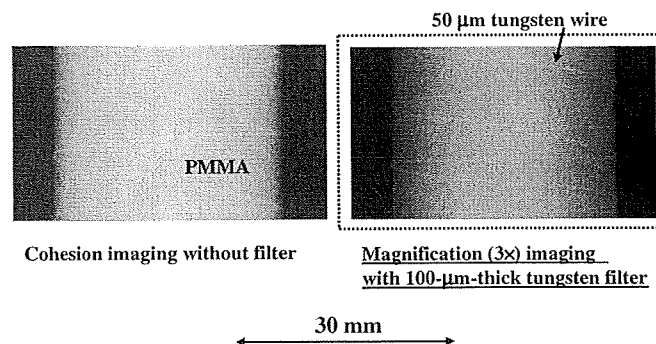 50 μm tungsten wire
PMMA
Cohesion imaging without filter
Magnification (3×) imaging
with 100-μm-thick tungsten filter
30 mm